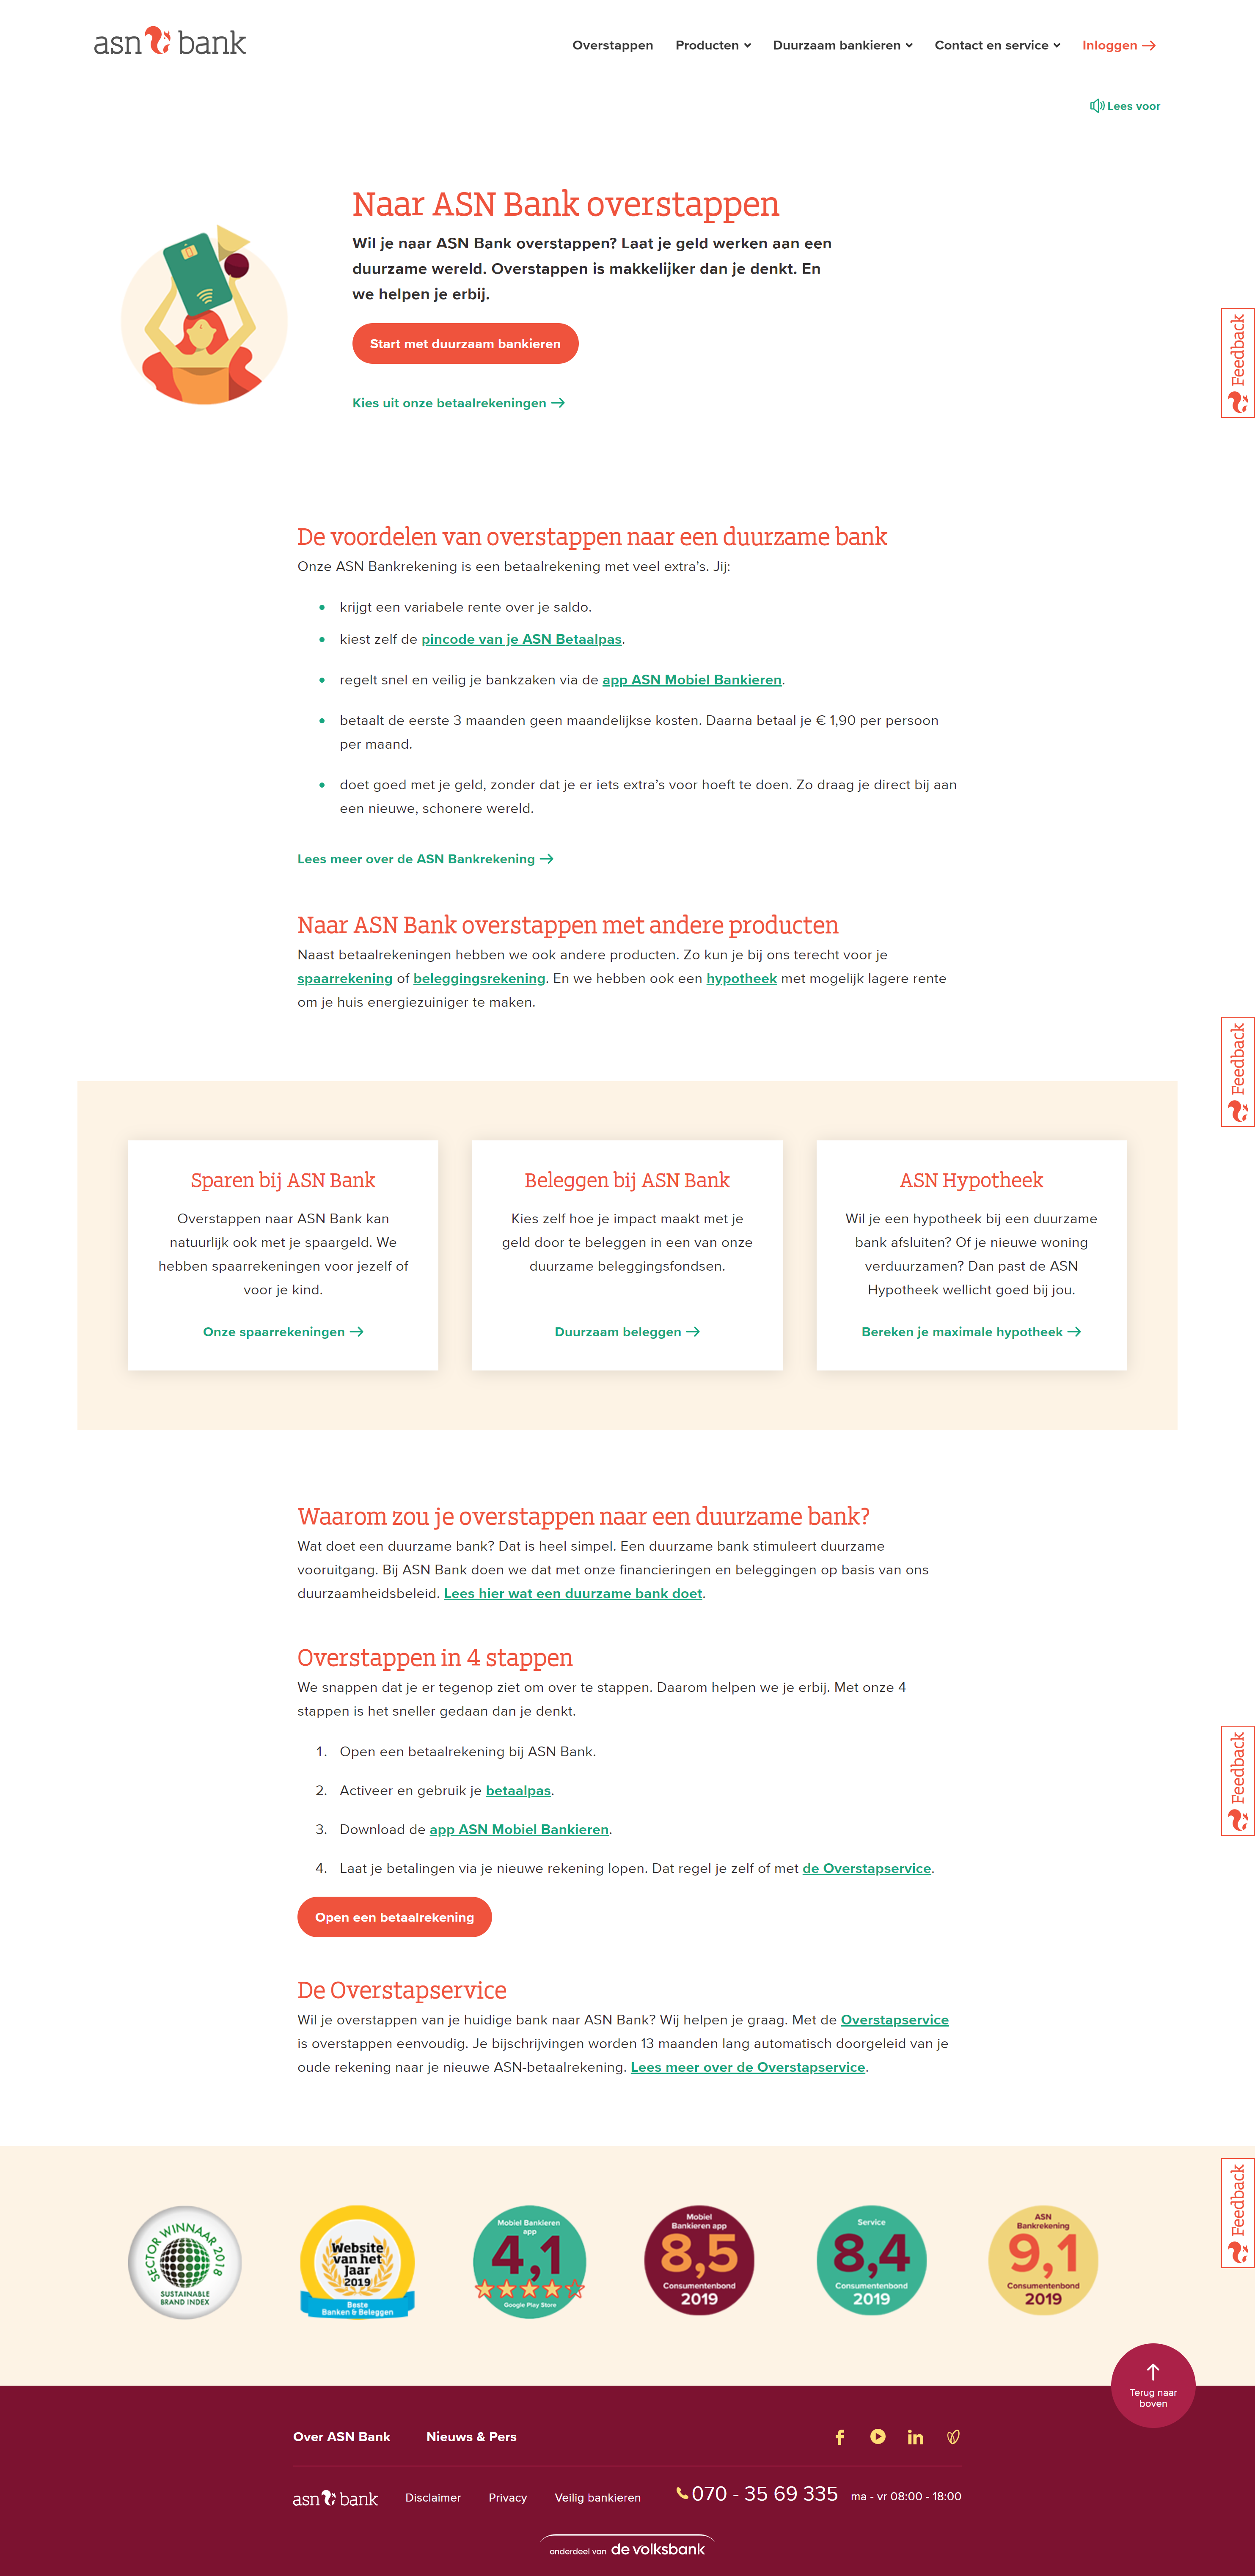 asn bank
Overstappen Producten Duurzaam bankieren Contact en service Inloggen
Lees voor
Naar ASN Bank overstappen
Wil je naar ASN Bank overstappen? Laat je geld werken aan een
duurzame wereld. Overstappen is makkelijker dan je denkt. En
we helpen je erbij.
Start met duurzaam bankieren
Kies uit onze betaalrekeningen
Feedback
De voordelen van overstappen naar een duurzame bank
Onze ASN Bankrekening is een betaalrekening met veel extra’s. Jij:
• krijgt een variabele rente over je saldo.
• kiest zelf de pincode van je ASN Betaalpas.
• regelt snel en veilig je bankzaken via de app ASN Mobiel Bankieren.
• betaalt de eerste 3 maanden geen maandelijkse kosten. Daarna betaal je € 1,90 per persoon
per maand.
• doet goed met je geld, zonder dat je er iets extra’s voor hoeft te doen. Zo draag je direct bij aan
een nieuwe, schonere wereld.
Lees meer over de ASN Bankrekening
Naar ASN Bank overstappen met andere producten
Naast betaalrekeningen hebben we ook andere producten. Zo kun je bij ons terecht voor je
spaarrekening of beleggingsrekening. En we hebben ook een hypotheek met mogelijk lagere rente
om je huis energiezuiniger te maken.
Feedback
Sparen bij ASN Bank
Overstappen naar ASN Bank kan
natuurlijk ook met je spaargeld. We
hebben spaarrekeningen voor jezelf of
voor je kind.
Onze spaarrekeningen
Beleggen bij ASN Bank
Kies zelf hoe je impact maakt met je
geld door te beleggen in een van onze
duurzame beleggingsfondsen.
Duurzaam beleggen
ASN Hypotheek
Wil je een hypotheek bij een duurzame
bank afsluiten? Of je nieuwe woning
verduurzamen? Dan past de ASN
Hypotheek wellicht goed bij jou.
Bereken je maximale hypotheek
Waarom zou je overstappen naar een duurzame bank?
Wat doet een duurzame bank? Dat is heel simpel. Een duurzame bank stimuleert duurzame
vooruitgang. Bij ASN Bank doen we dat met onze financieringen en beleggingen op basis van ons
duurzaamheidsbeleid. Lees hier wat een duurzame bank doet.
Overstappen in 4 stappen
We snappen dat je er tegenop ziet om over te stappen. Daarom helpen we je erbij. Met onze 4
stappen is het sneller gedaan dan je denkt.
1. Open een betaalrekening bij ASN Bank.
2. Activeer en gebruik je betaalpas.
3. Download de app ASN Mobiel Bankieren.
4. Laat je betalingen via je nieuwe rekening lopen. Dat regel je zelf of met de Overstapservice.
Feedback
Open een betaalrekening
De Overstapservice
Wil je overstappen van je huidige bank naar ASN Bank? Wij helpen je graag. Met de Overstapservice
is overstappen eenvoudig. Je bijschrijvingen worden 13 maanden lang automatisch doorgeleid van je
oude rekening naar je nieuwe ASN-betaalrekening. Lees meer over de Overstapservice.
Feedback
SECTOR WINNAAR 2018
SUSTAINABLE
BRAND INDEX
Website
van het
Jaar
2019
Beste
Banken & Beleggen
Mobiel Bankieren
app
4,1
Google Play Store
Mobiel
Bankieren app
8,5
Consumentenbond
2019
Service
8,4
Consumentenbond
2019
ASN
Bankrekening
9,1
Consumentenbond
2019
Terug naar
boven
Over ASN Bank Nieuws & Pers
asn bank Disclaimer Privacy Veilig bankieren 070 - 35 69 335 ma - vr 08:00 - 18:00
onderdeel van de volksbank